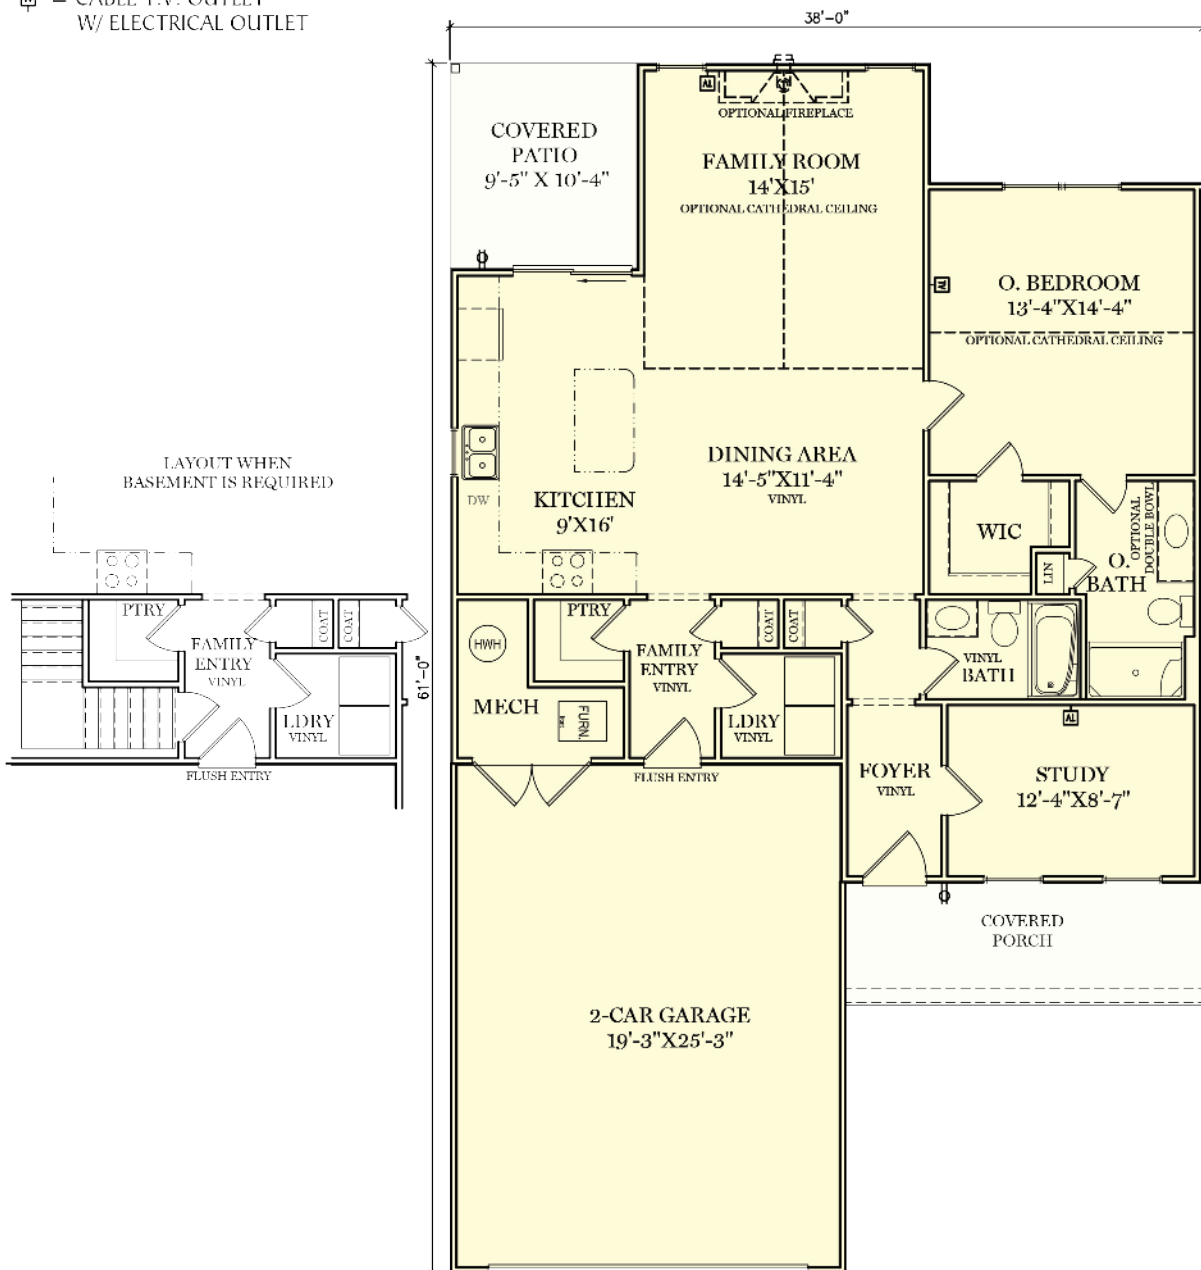 – CABLE T.V. OUTLET
W/ ELECTRICAL OUTLET
38'-0"
COVERED
PATIO
9'-5" X 10'-4"
OPTIONAL FIREPLACE
FAMILY ROOM
14'X15'
OPTIONAL CATHEDRAL CEILING
O. BEDROOM
13'-4"X14'-4"
OPTIONAL CATHEDRAL CEILING
LAYOUT WHEN
BASEMENT IS REQUIRED
DINING AREA
14'-5"X11'-4"
VINYL
DW
KITCHEN
9'X16'
WIC
OPTIONAL
DOUBLE BOWL
LIN
O.
BATH
PTRY
COAT
COAT
FAMILY
ENTRY
VINYL
LDRY
VINYL
FLUSH ENTRY
61'-0"
HWH
PTRY
COAT
COAT
FAMILY
ENTRY
VINYL
VINYL
BATH
MECH
FURN.
LDRY
VINYL
FLUSH ENTRY
FOYER
VINYL
STUDY
12'-4"X8'-7"
COVERED
PORCH
2-CAR GARAGE
19'-3"X25'-3"